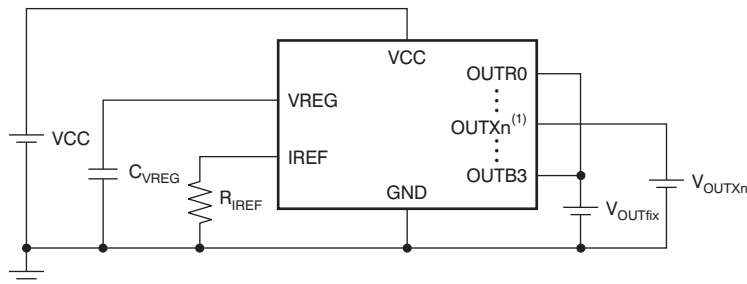 VCC
OUTR0
VREG
OUTXn(1)
VCC
IREF
CVREG
OUTB3
VOUTXn
RIREF
GND
VOUTfix